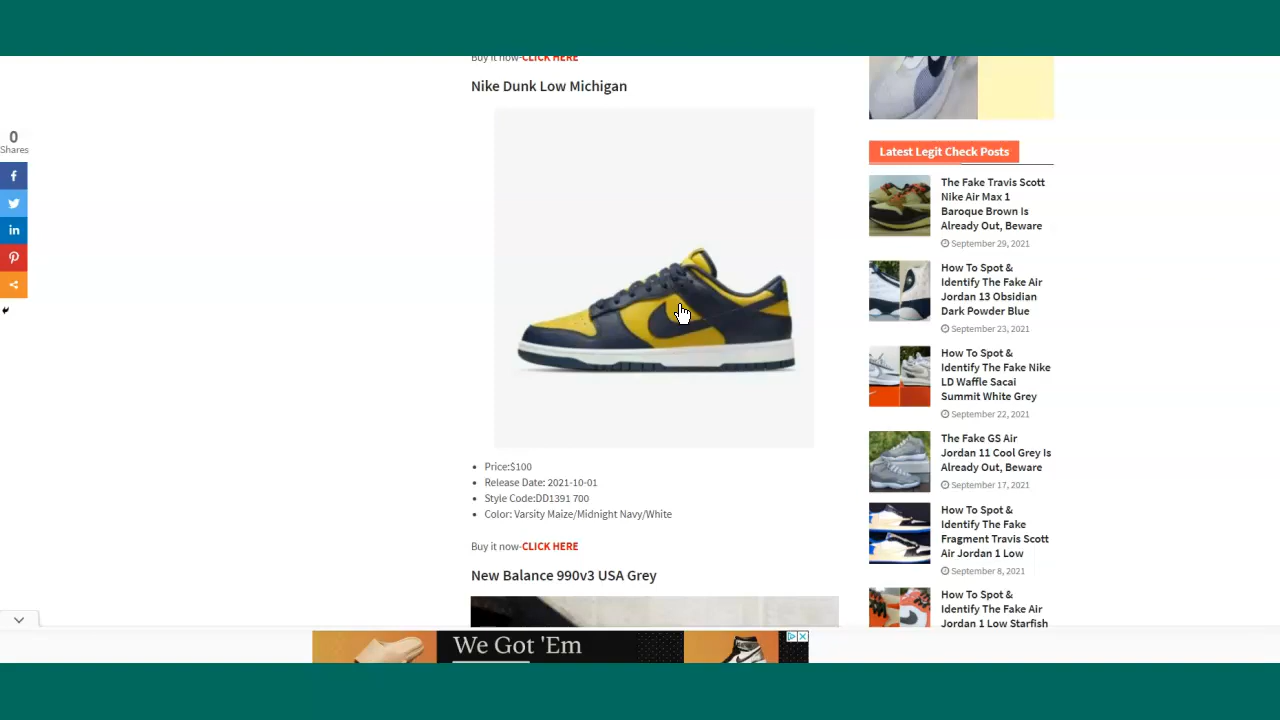 Buy it now-CLICK HERE
Nike Dunk Low Michigan
0
Shares
Price:$100
Release Date: 2021-10-01
Style Code:DD1391 700
Color: Varsity Maize/Midnight Navy/White
Buy it now-CLICK HERE
New Balance 990v3 USA Grey
Latest Legit Check Posts
The Fake Travis Scott
Nike Air Max 1
Baroque Brown Is
Already Out, Beware
September 29, 2021
How To Spot &
Identify The Fake Air
Jordan 13 Obsidian
Dark Powder Blue
September 23, 2021
How To Spot &
Identify The Fake Nike
LD Waffle Sacai
Summit White Grey
September 22, 2021
The Fake GS Air
Jordan 11 Cool Grey Is
Already Out, Beware
September 17, 2021
How To Spot &
Identify The Fake
Fragment Travis Scott
Air Jordan 1 Low
September 8, 2021
How To Spot &
Identify The Fake Air
Jordan 1 Low Starfish
We Got 'Em